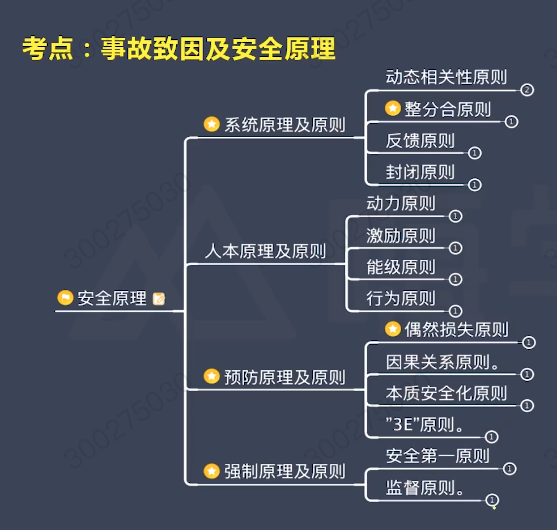 考点：事故致因及安全原理
动态相关性原则 2
系统原理及原则
整分合原则 1
反馈原则 1
封闭原则 1
动力原则 1
人本原理及原则
激励原则 1
能级原则 1
行为原则 1
安全原理
偶然损失原则 1
预防原理及原则
因果关系原则。 1
本质安全化原则 1
"3E"原则。 1
强制原理及原则
安全第一原则 1
监督原则。 1
300275030